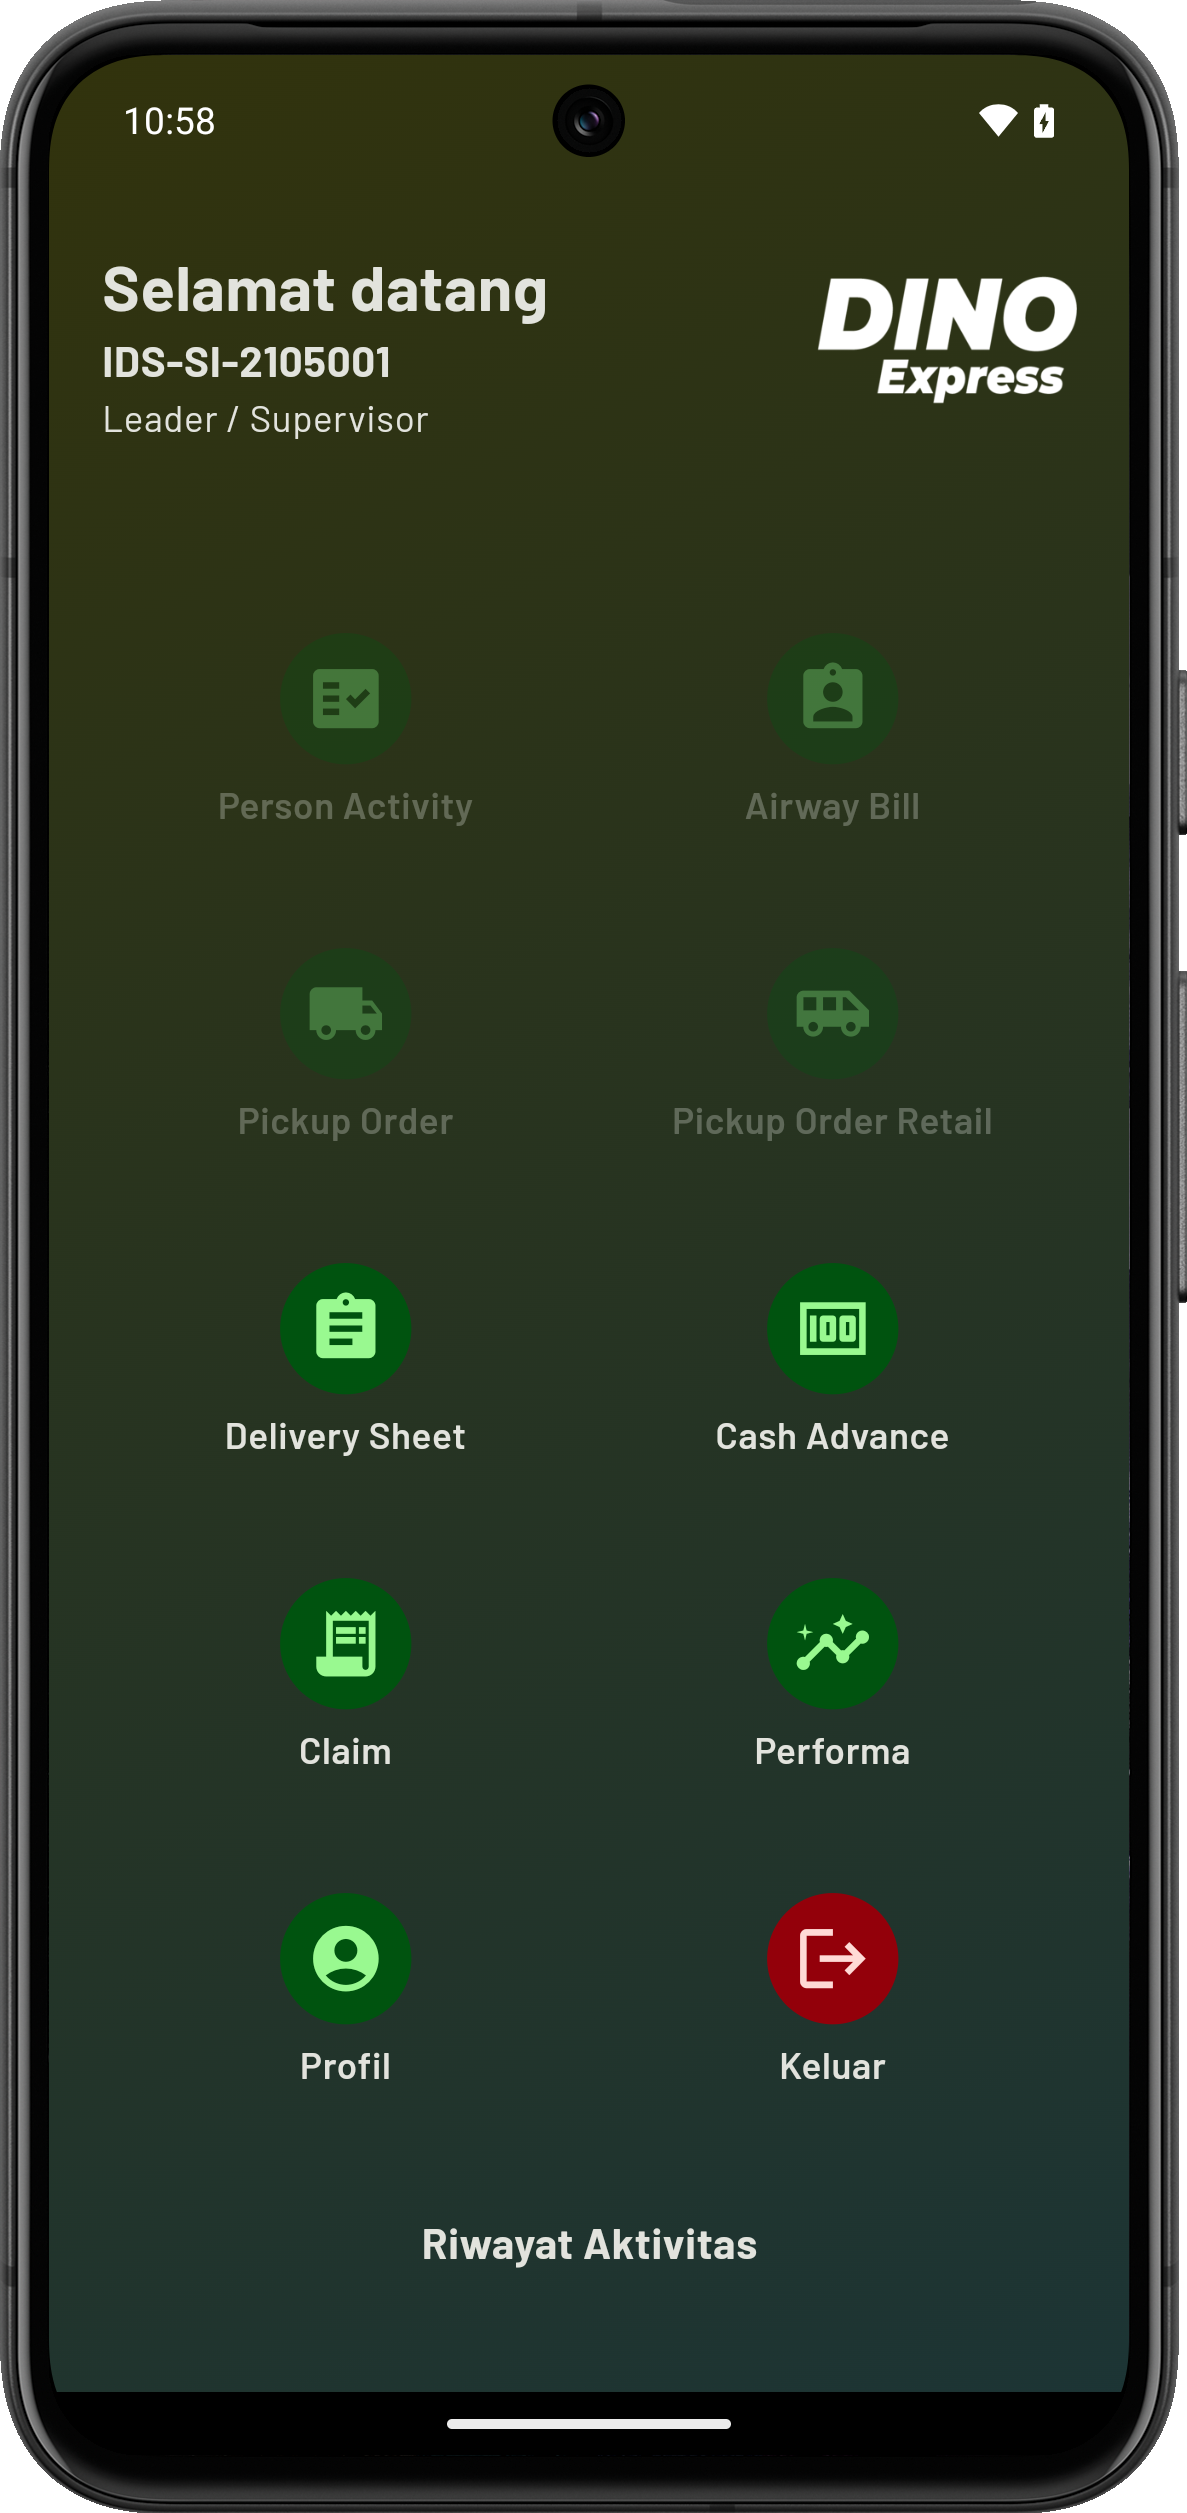 10:58
Selamat datang
IDS-SI-2105001
Leader / Supervisor
DINO
Express
Person Activity
Airway Bill
Pickup Order
Pickup Order Retail
Delivery Sheet
100
Cash Advance
Claim
Performa
Profil
Keluar
Riwayat Aktivitas